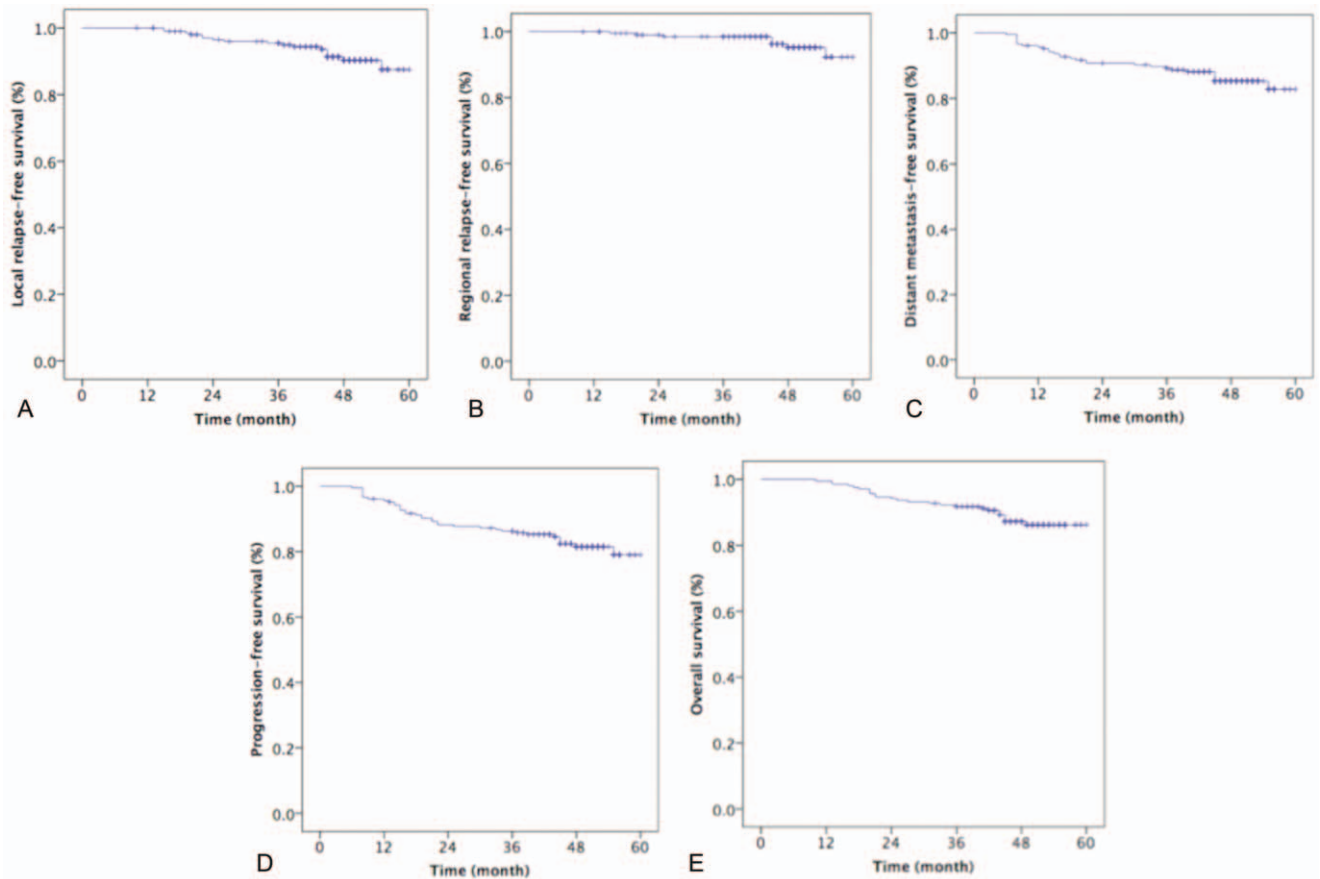 Local relapse-free survival (%)
1.0
0.8
0.6
0.4
0.2
0.0
0 12 24 36 48 60
Time (month)
A
Regional relapse-free survival (%)
1.0
0.8
0.6
0.4
0.2
0.0
0 12 24 36 48 60
Time (month)
B
Distant metastasis-free survival (%)
1.0
0.8
0.6
0.4
0.2
0.0
0 12 24 36 48 60
Time (month)
C
Progression-free survival (%)
1.0
0.8
0.6
0.4
0.2
0.0
0 12 24 36 48 60
Time (month)
D
Overall survival (%)
1.0
0.8
0.6
0.4
0.2
0.0
0 12 24 36 48 60
Time (month)
E